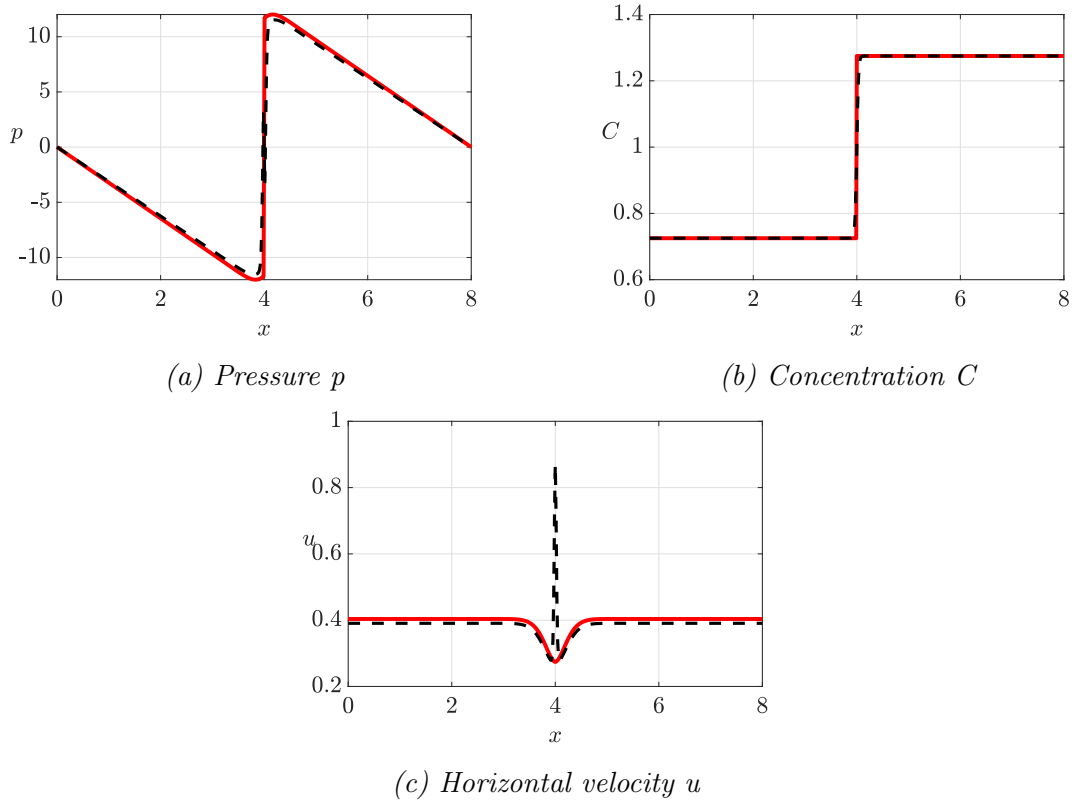 10
5
0
-5
-10
p
0 2 4 6 8
x
(a) Pressure p
1.4
1.2
1
0.8
0.6
C
0 2 4 6 8
x
(b) Concentration C
1
0.8
0.6
0.4
0.2
u
0 2 4 6 8
x
(c) Horizontal velocity u